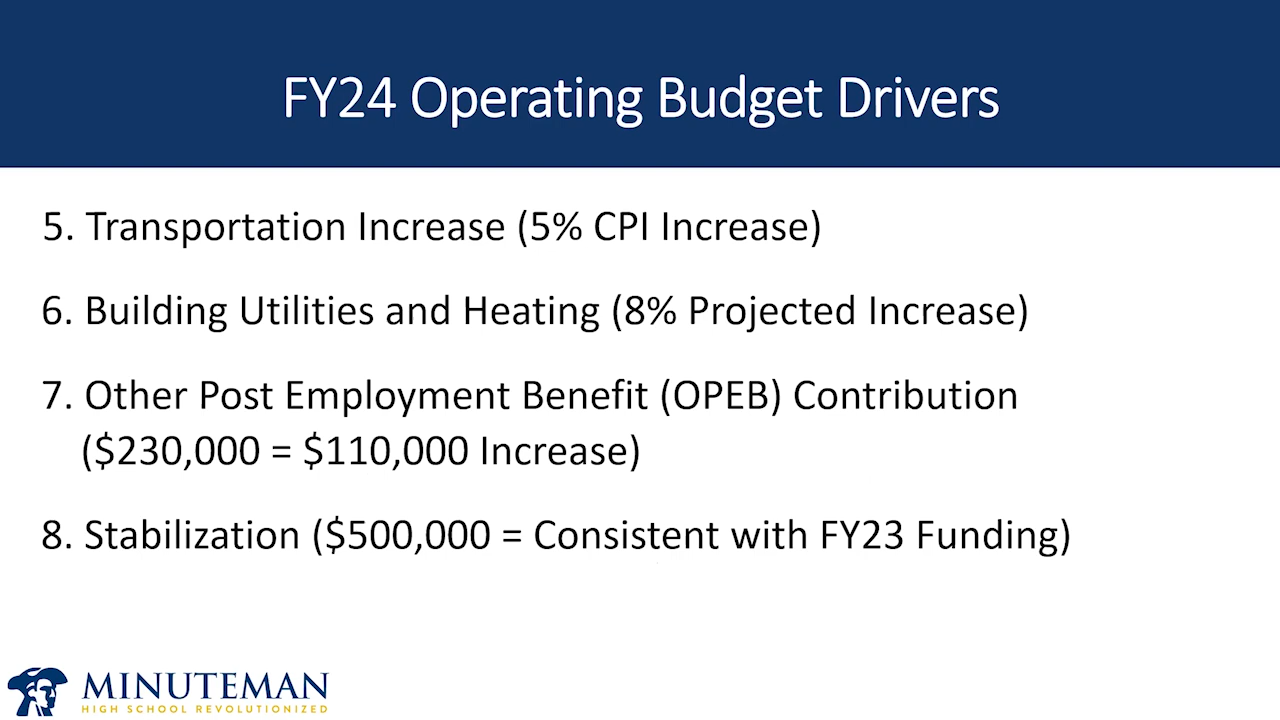 FY24 Operating Budget Drivers
5. Transportation Increase (5% CPI Increase)
6. Building Utilities and Heating (8% Projected Increase)
7. Other Post Employment Benefit (OPEB) Contribution
($230,000 = $110,000 Increase)
8. Stabilization ($500,000 = Consistent with FY23 Funding)
MINUTEMAN
HIGH SCHOOL REVOLUTIONIZED